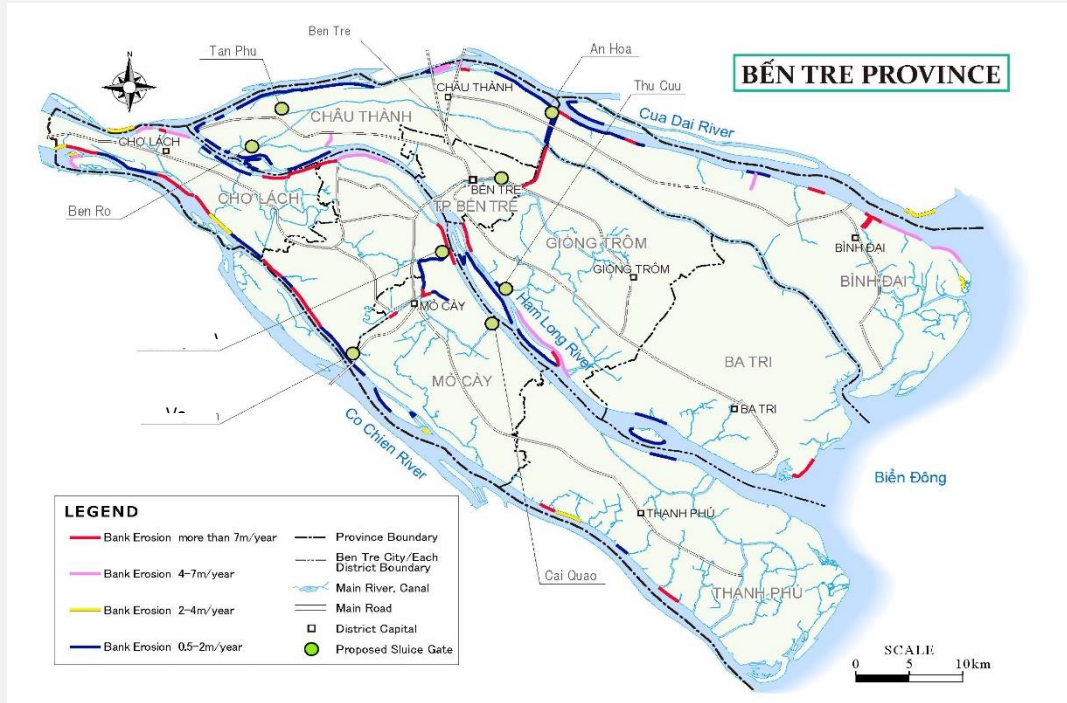 BẾN TRE PROVINCE
N
Tan Phu
Ben Tre
An Hoa
Thu Cuu
CHÂU THÀNH
CHÂU THÀNH
Cua Dai River
CHỢ LÁCH
CHỢ LÁCH
Ben Ro
BẾN TRE
TP. BẾN TRE
GIỒNG TRÔM
GIỒNG TRÔM
BÌNH ĐẠI
BÌNH ĐẠI
Ham Long River
MỎ CÀY
MỎ CÀY
BA TRI
BA TRI
Co Chien River
Biển Đông
THẠNH PHÚ
THẠNH PHÚ
Cai Quao
LEGEND
Bank Erosion more than 7m/year
Bank Erosion 4-7m/year
Bank Erosion 2-4m/year
Bank Erosion 0.5-2m/year
Province Boundary
Ben Tre City/Each
District Boundary
Main River, Canal
Main Road
District Capital
Proposed Sluice Gate
SCALE
0 5 10km